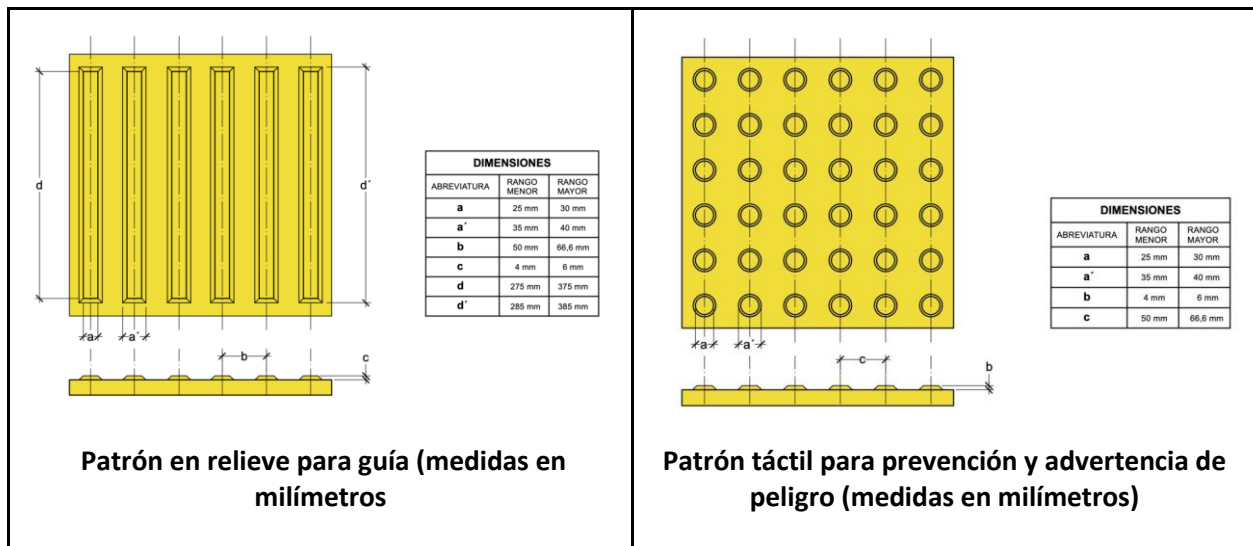 d
d´
a
a´
b
c
DIMENSIONES
ABREVIATURA RANGO MENOR RANGO MAYOR
a 25 mm 30 mm
a´ 35 mm 40 mm
b 50 mm 66,6 mm
c 4 mm 6 mm
d 275 mm 375 mm
d´ 285 mm 385 mm
Patrón en relieve para guía (medidas en
milímetros
a
a´
c
b
DIMENSIONES
ABREVIATURA RANGO MENOR RANGO MAYOR
a 25 mm 30 mm
a´ 35 mm 40 mm
b 4 mm 6 mm
c 50 mm 66,6 mm
Patrón táctil para prevención y advertencia de
peligro (medidas en milímetros)